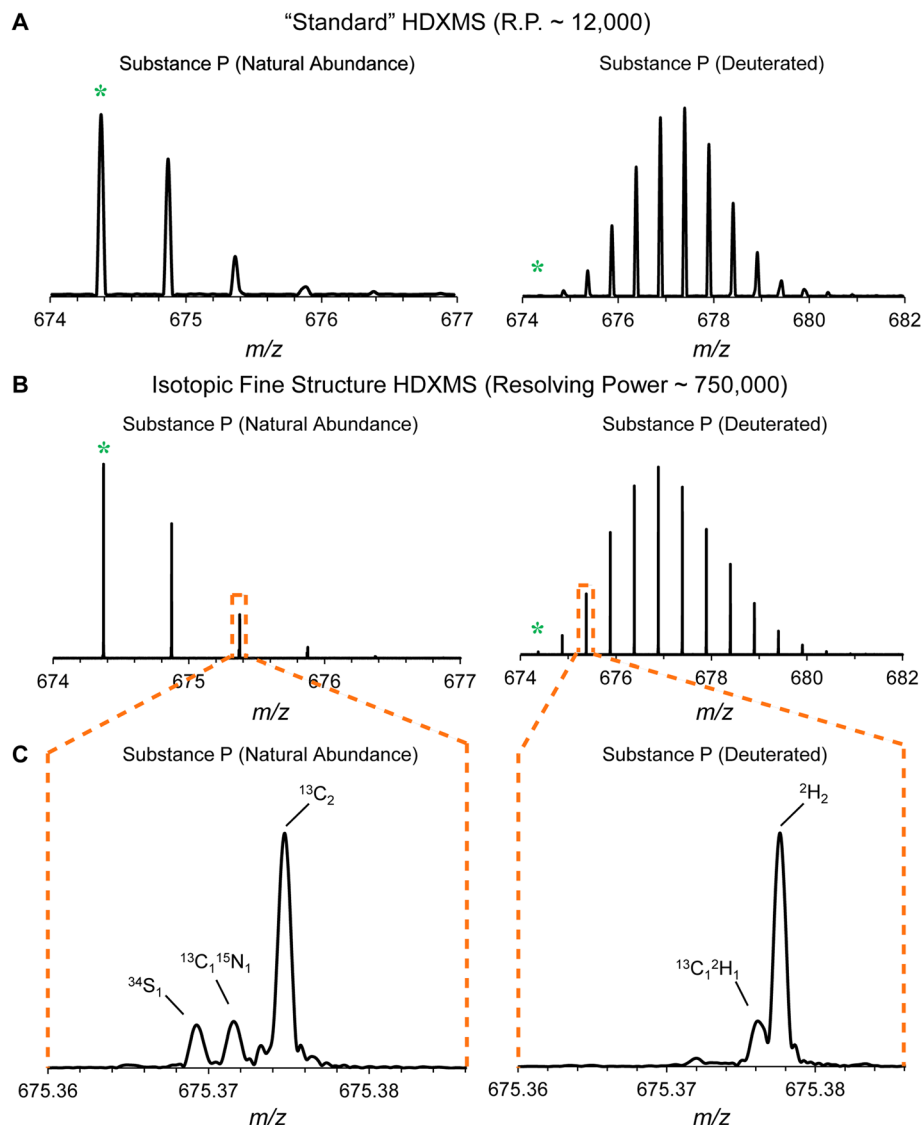 A
“Standard” HDXMS (R.P. ~ 12,000)
Substance P (Natural Abundance)
Substance P (Deuterated)
*
*
674 675 676 677
674 676 678 680 682
m/z
m/z
B
Isotopic Fine Structure HDXMS (Resolving Power ~ 750,000)
Substance P (Natural Abundance)
Substance P (Deuterated)
*
*
674 675 676 677
674 676 678 680 682
m/z
m/z
C
Substance P (Natural Abundance)
Substance P (Deuterated)
¹³C₂
²H₂
¹³C₁¹⁵N₁
¹³C₁²H₁
³⁴S₁
675.36 675.37 675.38
675.36 675.37 675.38
m/z
m/z